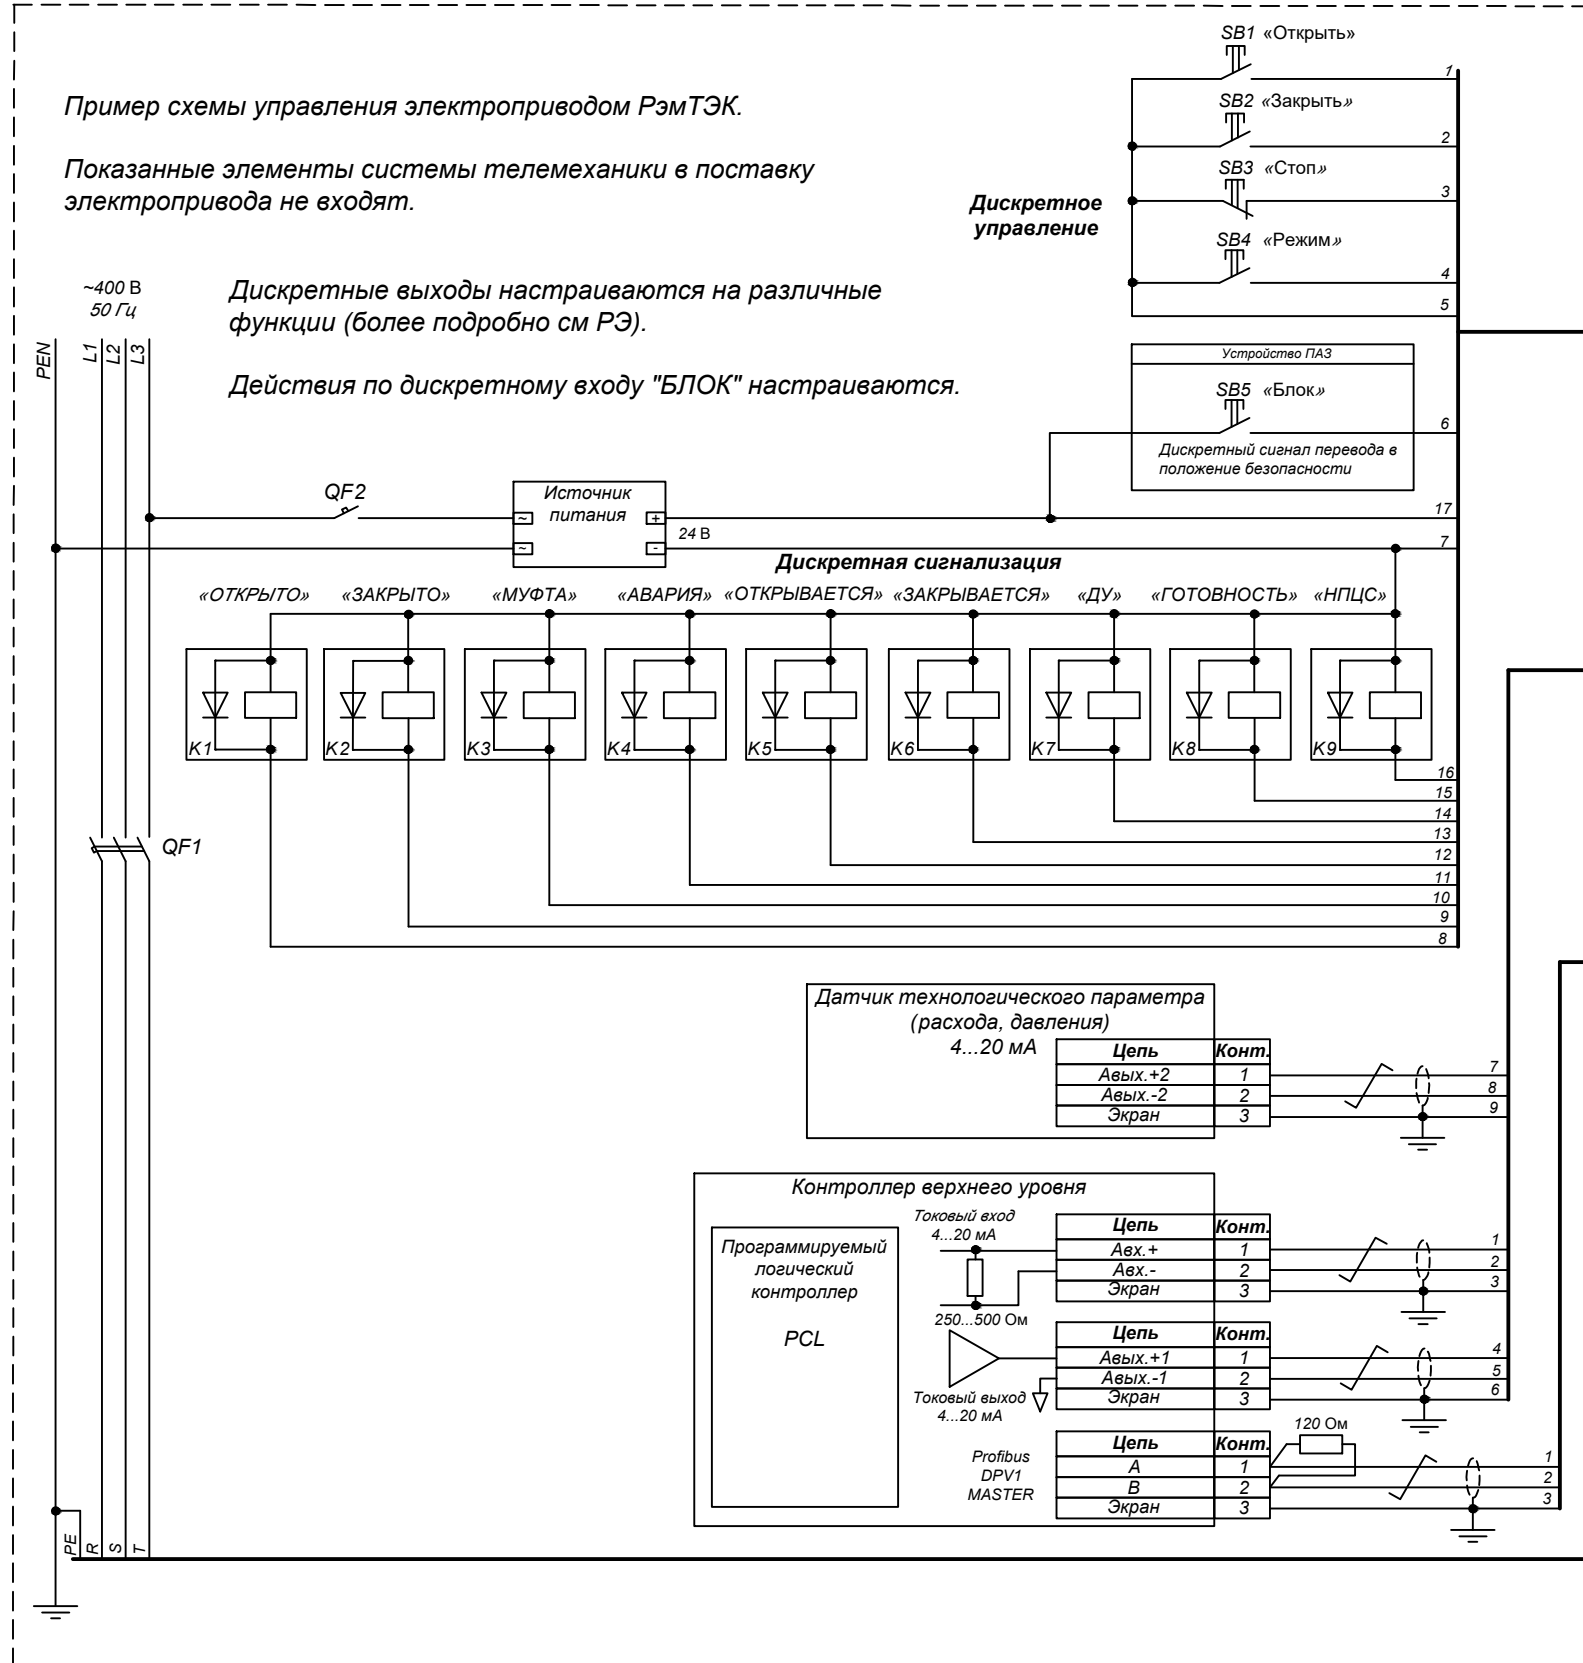 SB1 «Открыть»
1
Пример схемы управления электроприводом РэмТЭК.
SB2 «Закрыть»
2
Показанные элементы системы телемеханики в поставку
электропривода не входят.
SB3 «Стоп»
3
Дискретное
управление
SB4 «Режим»
4
5
~400 В
50 Гц
Дискретные выходы настраиваются на различные
функции (более подробно см РЭ).
PEN
L1
L2
L3
Действия по дискретному входу "БЛОК" настраиваются.
Устройство ПАЗ
SB5 «Блок»
6
Дискретный сигнал перевода в
положение безопасности
QF2
Источник
питания
~
+
17
24 В
~
-
7
Дискретная сигнализация
«ОТКРЫТО» «ЗАКРЫТО» «МУФТА» «АВАРИЯ» «ОТКРЫВАЕТСЯ» «ЗАКРЫВАЕТСЯ» «ДУ» «ГОТОВНОСТЬ» «НПЦС»
K1 K2 K3 K4 K5 K6 K7 K8 K9
16
15
14
13
12
11
10
9
8
QF1
Датчик технологического параметра
(расхода, давления)
4...20 мА
Цепь Конт.
Авых.+2 1 7
Авых.-2 2 8
Экран 3 9
Контроллер верхнего уровня
Программируемый
логический
контроллер
PCL
Токовый вход
4...20 мА
250...500 Ом
Цепь Конт.
Авх.+ 1 1
Авх.- 2 2
Экран 3 3
Токовый выход
4...20 мА
Цепь Конт.
Авых.+1 1 4
Авых.-1 2 5
Экран 3 6
120 Ом
Profibus
DPV1
MASTER
Цепь Конт.
A 1 1
B 2 2
Экран 3 3
PE
R
S
T